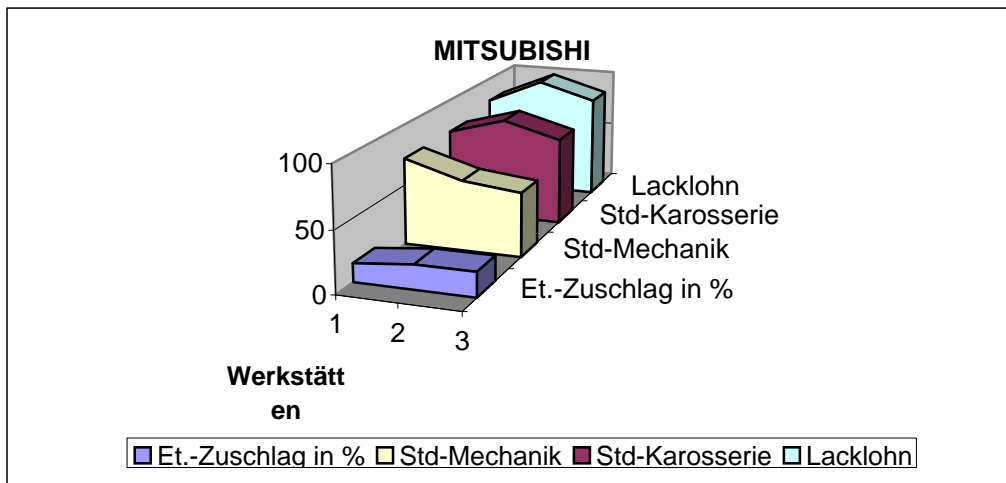 MITSUBISHI
100
50
0
1
2
3
Lacklohn
Std-Karosserie
Std-Mechanik
Et.-Zuschlag in %
Werkstätt
en
Et.-Zuschlag in % Std-Mechanik Std-Karosserie Lacklohn